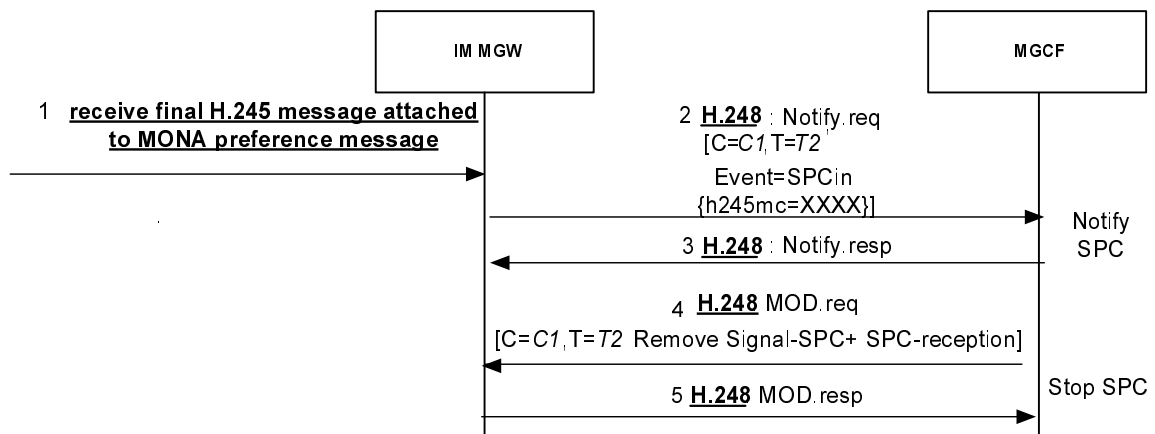 IM MGW
MGCF
1 receive final H.245 message attached
to MONA preference message
2 H.248 : Notify.req
[C=C1,T=T2
Event=SPCin
{h245mc=XXXX}]
Notify
SPC
3 H.248 : Notify.resp
4 H.248 MOD.req
[C=C1,T=T2 Remove Signal-SPC+ SPC-reception]
Stop SPC
5 H.248 MOD.resp